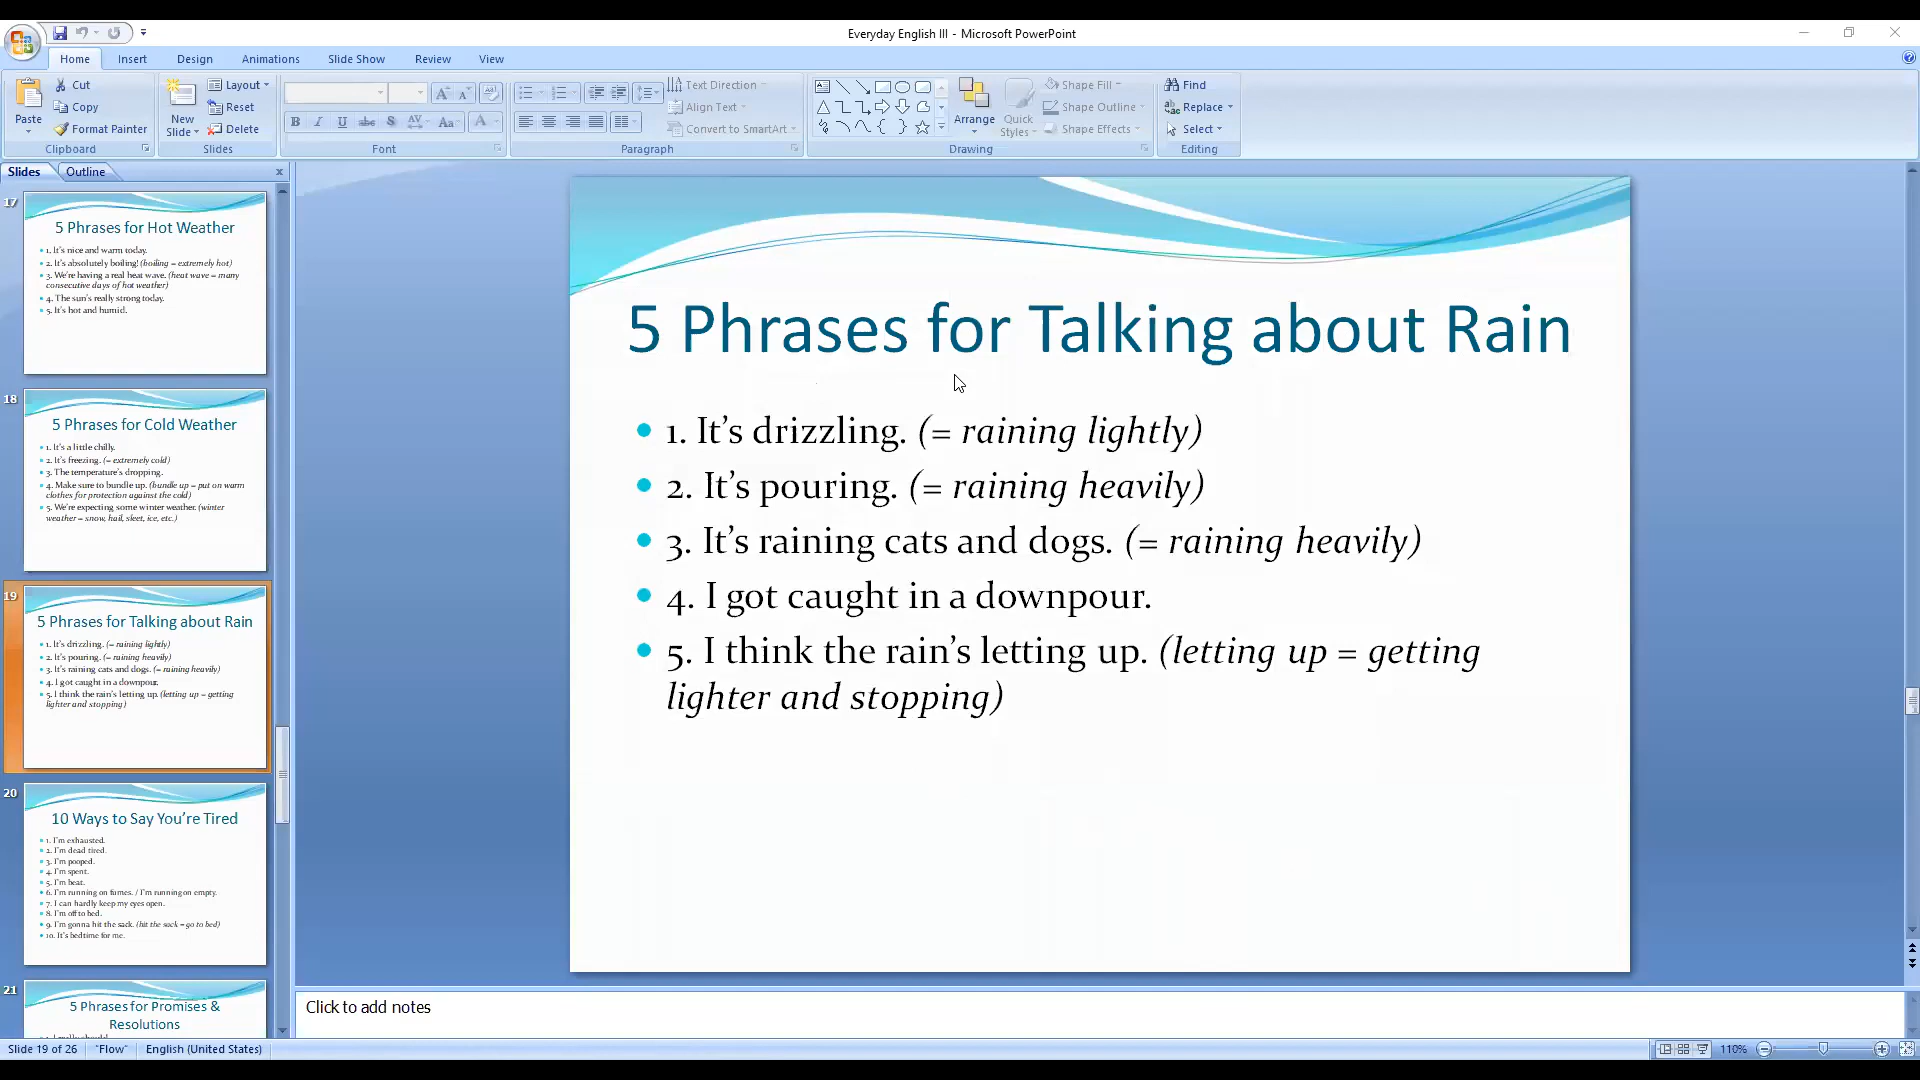 Everyday English III - Microsoft PowerPoint
Home Insert Design Animations Slide Show Review View
Paste
Cut
Copy
Format Painter
Clipboard
New
Slide
Layout
Reset
Delete
Slides
Font
Text Direction
Align Text
Convert to SmartArt
Paragraph
Arrange
Quick
Styles
Shape Fill
Shape Outline
Shape Effects
Drawing
Find
Replace
Select
Editing
Slides Outline
17
5 Phrases for Hot Weather
1. It's nice and warm today.
2. It's absolutely boiling! (boiling = extremely hot)
3. We're having a real heat wave. (heat wave = many
consecutive days of hot weather)
4. The sun's really strong today.
5. It's hot and humid.
18
5 Phrases for Cold Weather
1. It's a little chilly.
2. It's freezing. (= extremely cold)
3. The temperature's dropping.
4. Make sure to bundle up. (bundle up = put on warm
clothes for protection against the cold)
5. We're expecting some winter weather. (winter
weather = snow, hail, sleet, ice, etc.)
19
5 Phrases for Talking about Rain
1. It's drizzling. (= raining lightly)
2. It's pouring. (= raining heavily)
3. It's raining cats and dogs. (= raining heavily)
4. I got caught in a downpour.
5. I think the rain's letting up. (letting up = getting
lighter and stopping)
20
10 Ways to Say You're Tired
1. I'm exhausted.
2. I'm dead tired.
3. I'm pooped.
4. I'm spent.
5. I'm beat.
6. I'm running on fumes. / I'm running on empty.
7. I can hardly keep my eyes open.
8. I'm off to bed.
9. I'm gonna hit the sack. (hit the sack = go to bed)
10. It's bedtime for me.
21
5 Phrases for Promises &
Resolutions
5 Phrases for Talking about Rain
1. It's drizzling. (= raining lightly)
2. It's pouring. (= raining heavily)
3. It's raining cats and dogs. (= raining heavily)
4. I got caught in a downpour.
5. I think the rain's letting up. (letting up = getting
lighter and stopping)
Click to add notes
Slide 19 of 26 "Flow" English (United States) 110%